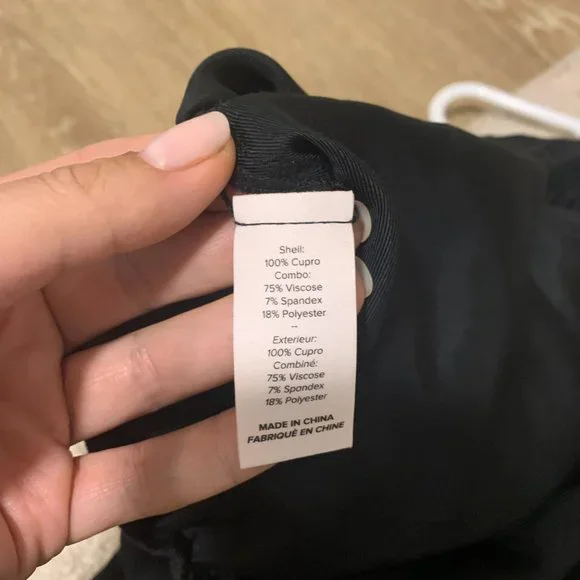 Shell:
100% Cupro
Combo:
75% Viscose
7% Spandex
18% Polyester
--
Exterieur:
100% Cupro
Combiné:
75% Viscose
7% Spandex
18% Polyester
MADE IN CHINA
FABRIQUÉ EN CHINE